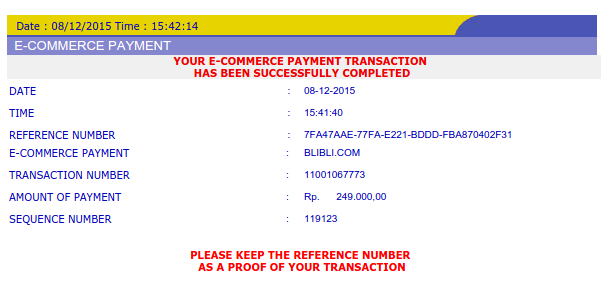 Date : 08/12/2015 Time : 15:42:14
E-COMMERCE PAYMENT
YOUR E-COMMERCE PAYMENT TRANSACTION
HAS BEEN SUCCESSFULLY COMPLETED
DATE : 08-12-2015
TIME : 15:41:40
REFERENCE NUMBER : 7FA47AAE-77FA-E221-BDDD-FBA870402F31
E-COMMERCE PAYMENT : BLIBLI.COM
TRANSACTION NUMBER : 11001067773
AMOUNT OF PAYMENT : Rp. 249.000,00
SEQUENCE NUMBER : 119123
PLEASE KEEP THE REFERENCE NUMBER
AS A PROOF OF YOUR TRANSACTION